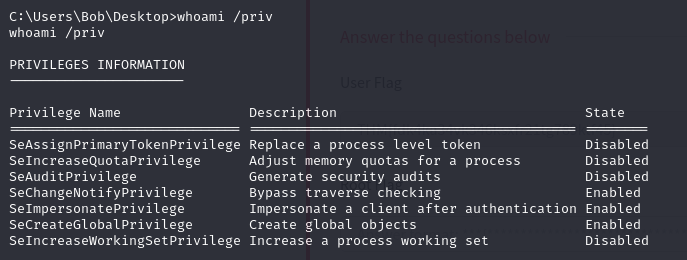 C:\Users\Bob\Desktop>whoami /priv
whoami /priv
Answer the questions below
PRIVILEGES INFORMATION
User Flag
Privilege Name Description State
SeAssignPrimaryTokenPrivilege Replace a process level token Disabled
SeIncreaseQuotaPrivilege Adjust memory quotas for a process Disabled
SeAuditPrivilege Generate security audits Disabled
SeChangeNotifyPrivilege Bypass traverse checking Enabled
SeImpersonatePrivilege Impersonate a client after authentication Enabled
SeCreateGlobalPrivilege Create global objects Enabled
SeIncreaseWorkingSetPrivilege Increase a process working set Disabled